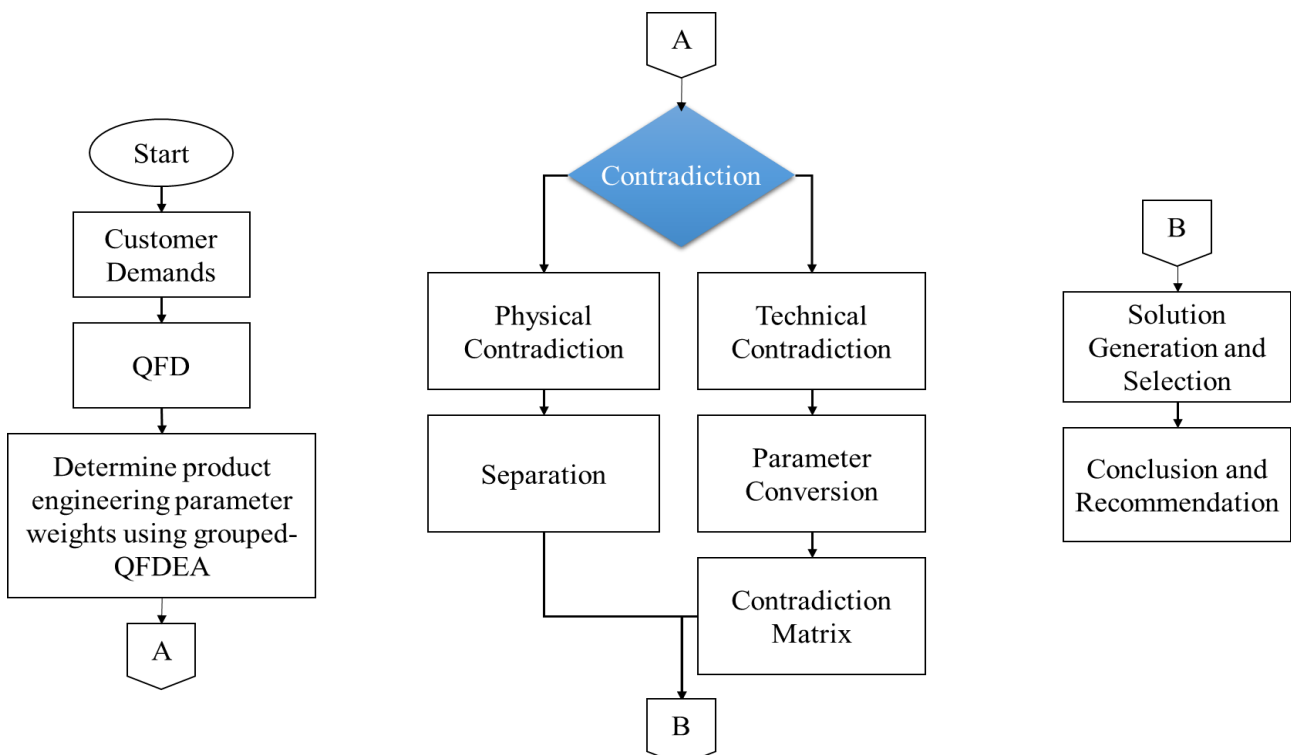 Start
Customer
Demands
QFD
Determine product
engineering parameter
weights using grouped-
QFDEA
A
A
Contradiction
Physical
Contradiction
Technical
Contradiction
Separation
Parameter
Conversion
Contradiction
Matrix
B
B
Solution
Generation and
Selection
Conclusion and
Recommendation